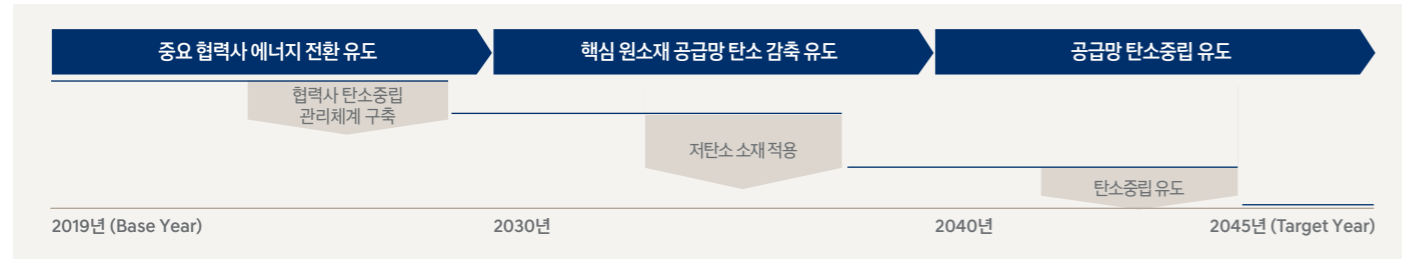 중요 협력사 에너지 전환 유도
핵심 원소재 공급망 탄소 감축 유도
공급망 탄소중립 유도
협력사 탄소중립
관리체계 구축
저탄소 소재 적용
탄소중립 유도
2019년 (Base Year)
2030년
2040년
2045년 (Target Year)